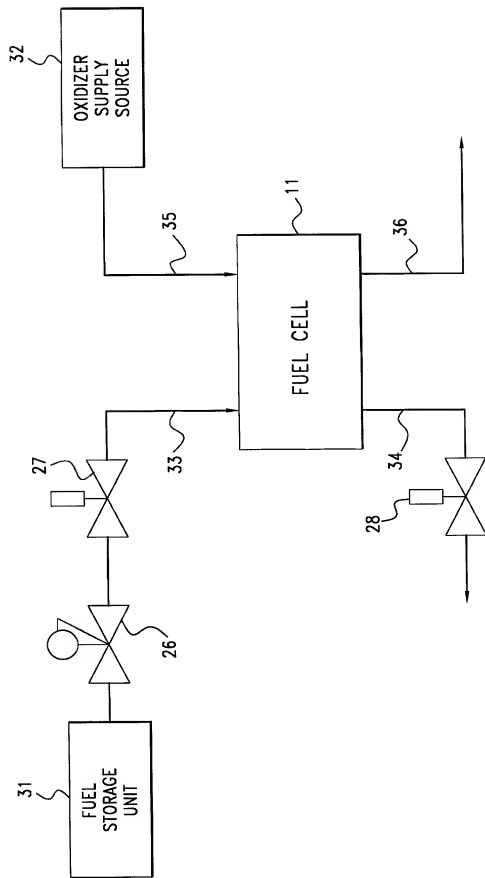 32
OXIDIZER
SUPPLY
SOURCE
35
11
FUEL CELL
36
27
33
34
28
26
31
FUEL
STORAGE
UNIT